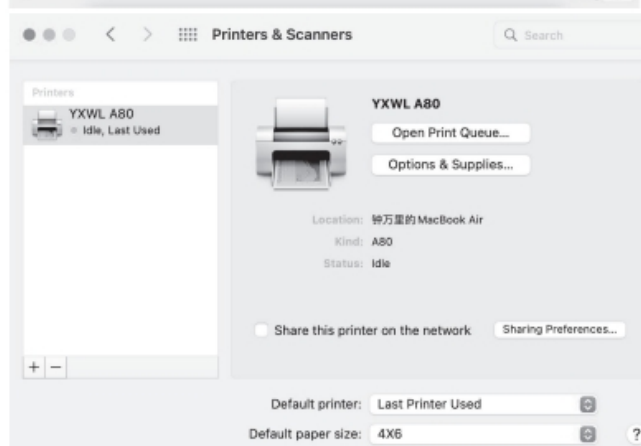 Printers & Scanners
Search
Printers
YXWL A80
Idle, Last Used
YXWL A80
Open Print Queue...
Options & Supplies...
Location: 钟万里的 MacBook Air
Kind: A80
Status: Idle
Share this printer on the network
Sharing Preferences...
+ −
Default printer: Last Printer Used
Default paper size: 4X6
?